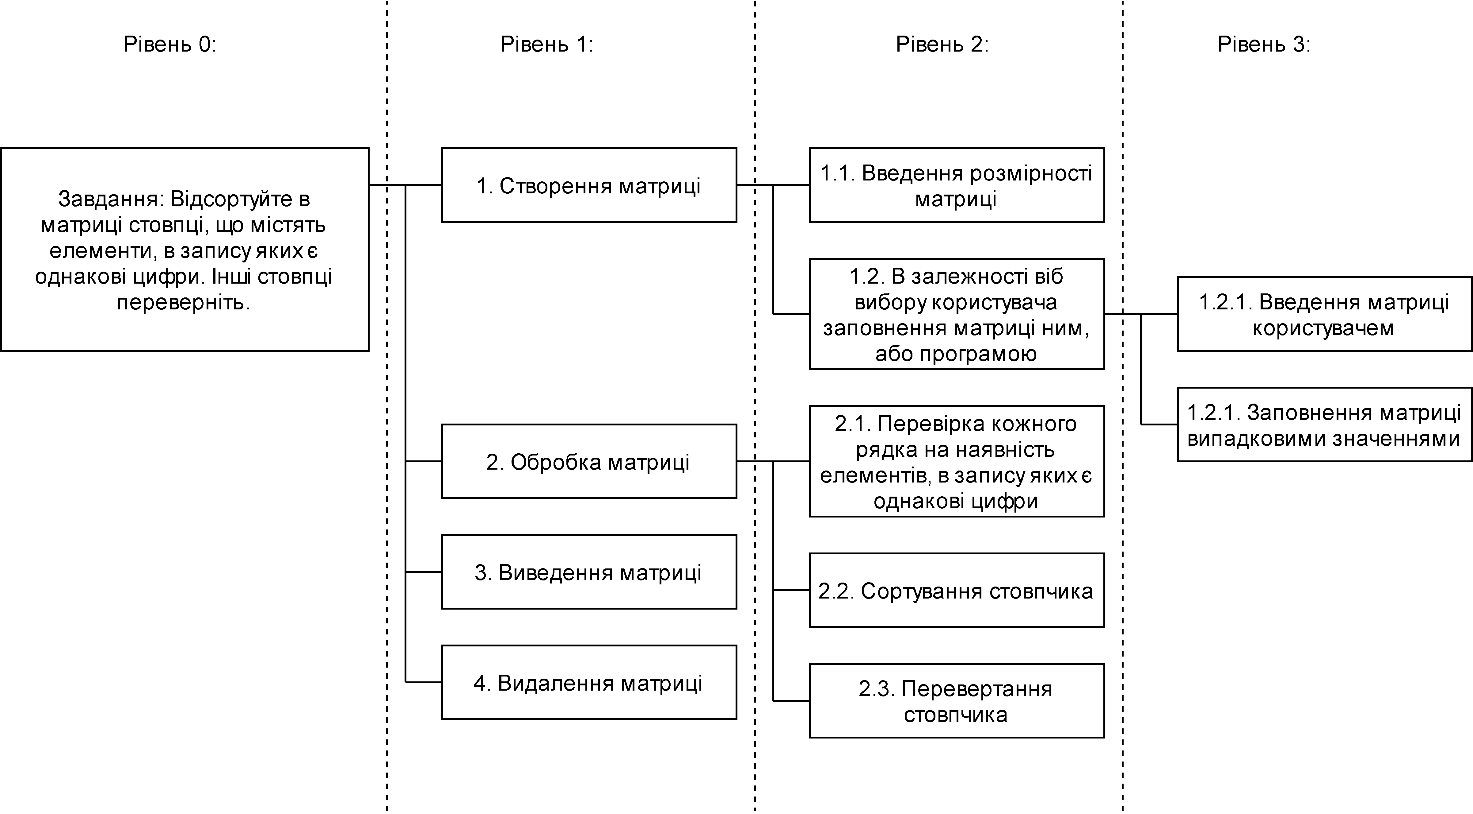 Рівень 0:
Рівень 1:
Рівень 2:
Рівень 3:
Завдання: Відсортуйте в
матриці стовпці, що містять
елементи, в запису яких є
однакові цифри. Інші стовпці
переверніть.
1. Створення матриці
1.1. Введення розмірності
матриці
1.2. В залежності віб
вибору користувача
заповнення матриці ним,
або програмою
1.2.1. Введення матриці
користувачем
1.2.1. Заповнення матриці
випадковими значеннями
2. Обробка матриці
2.1. Перевірка кожного
рядка на наявність
елементів, в запису яких є
однакові цифри
2.2. Сортування стовпчика
2.3. Перевертання
стовпчика
3. Виведення матриці
4. Видалення матриці